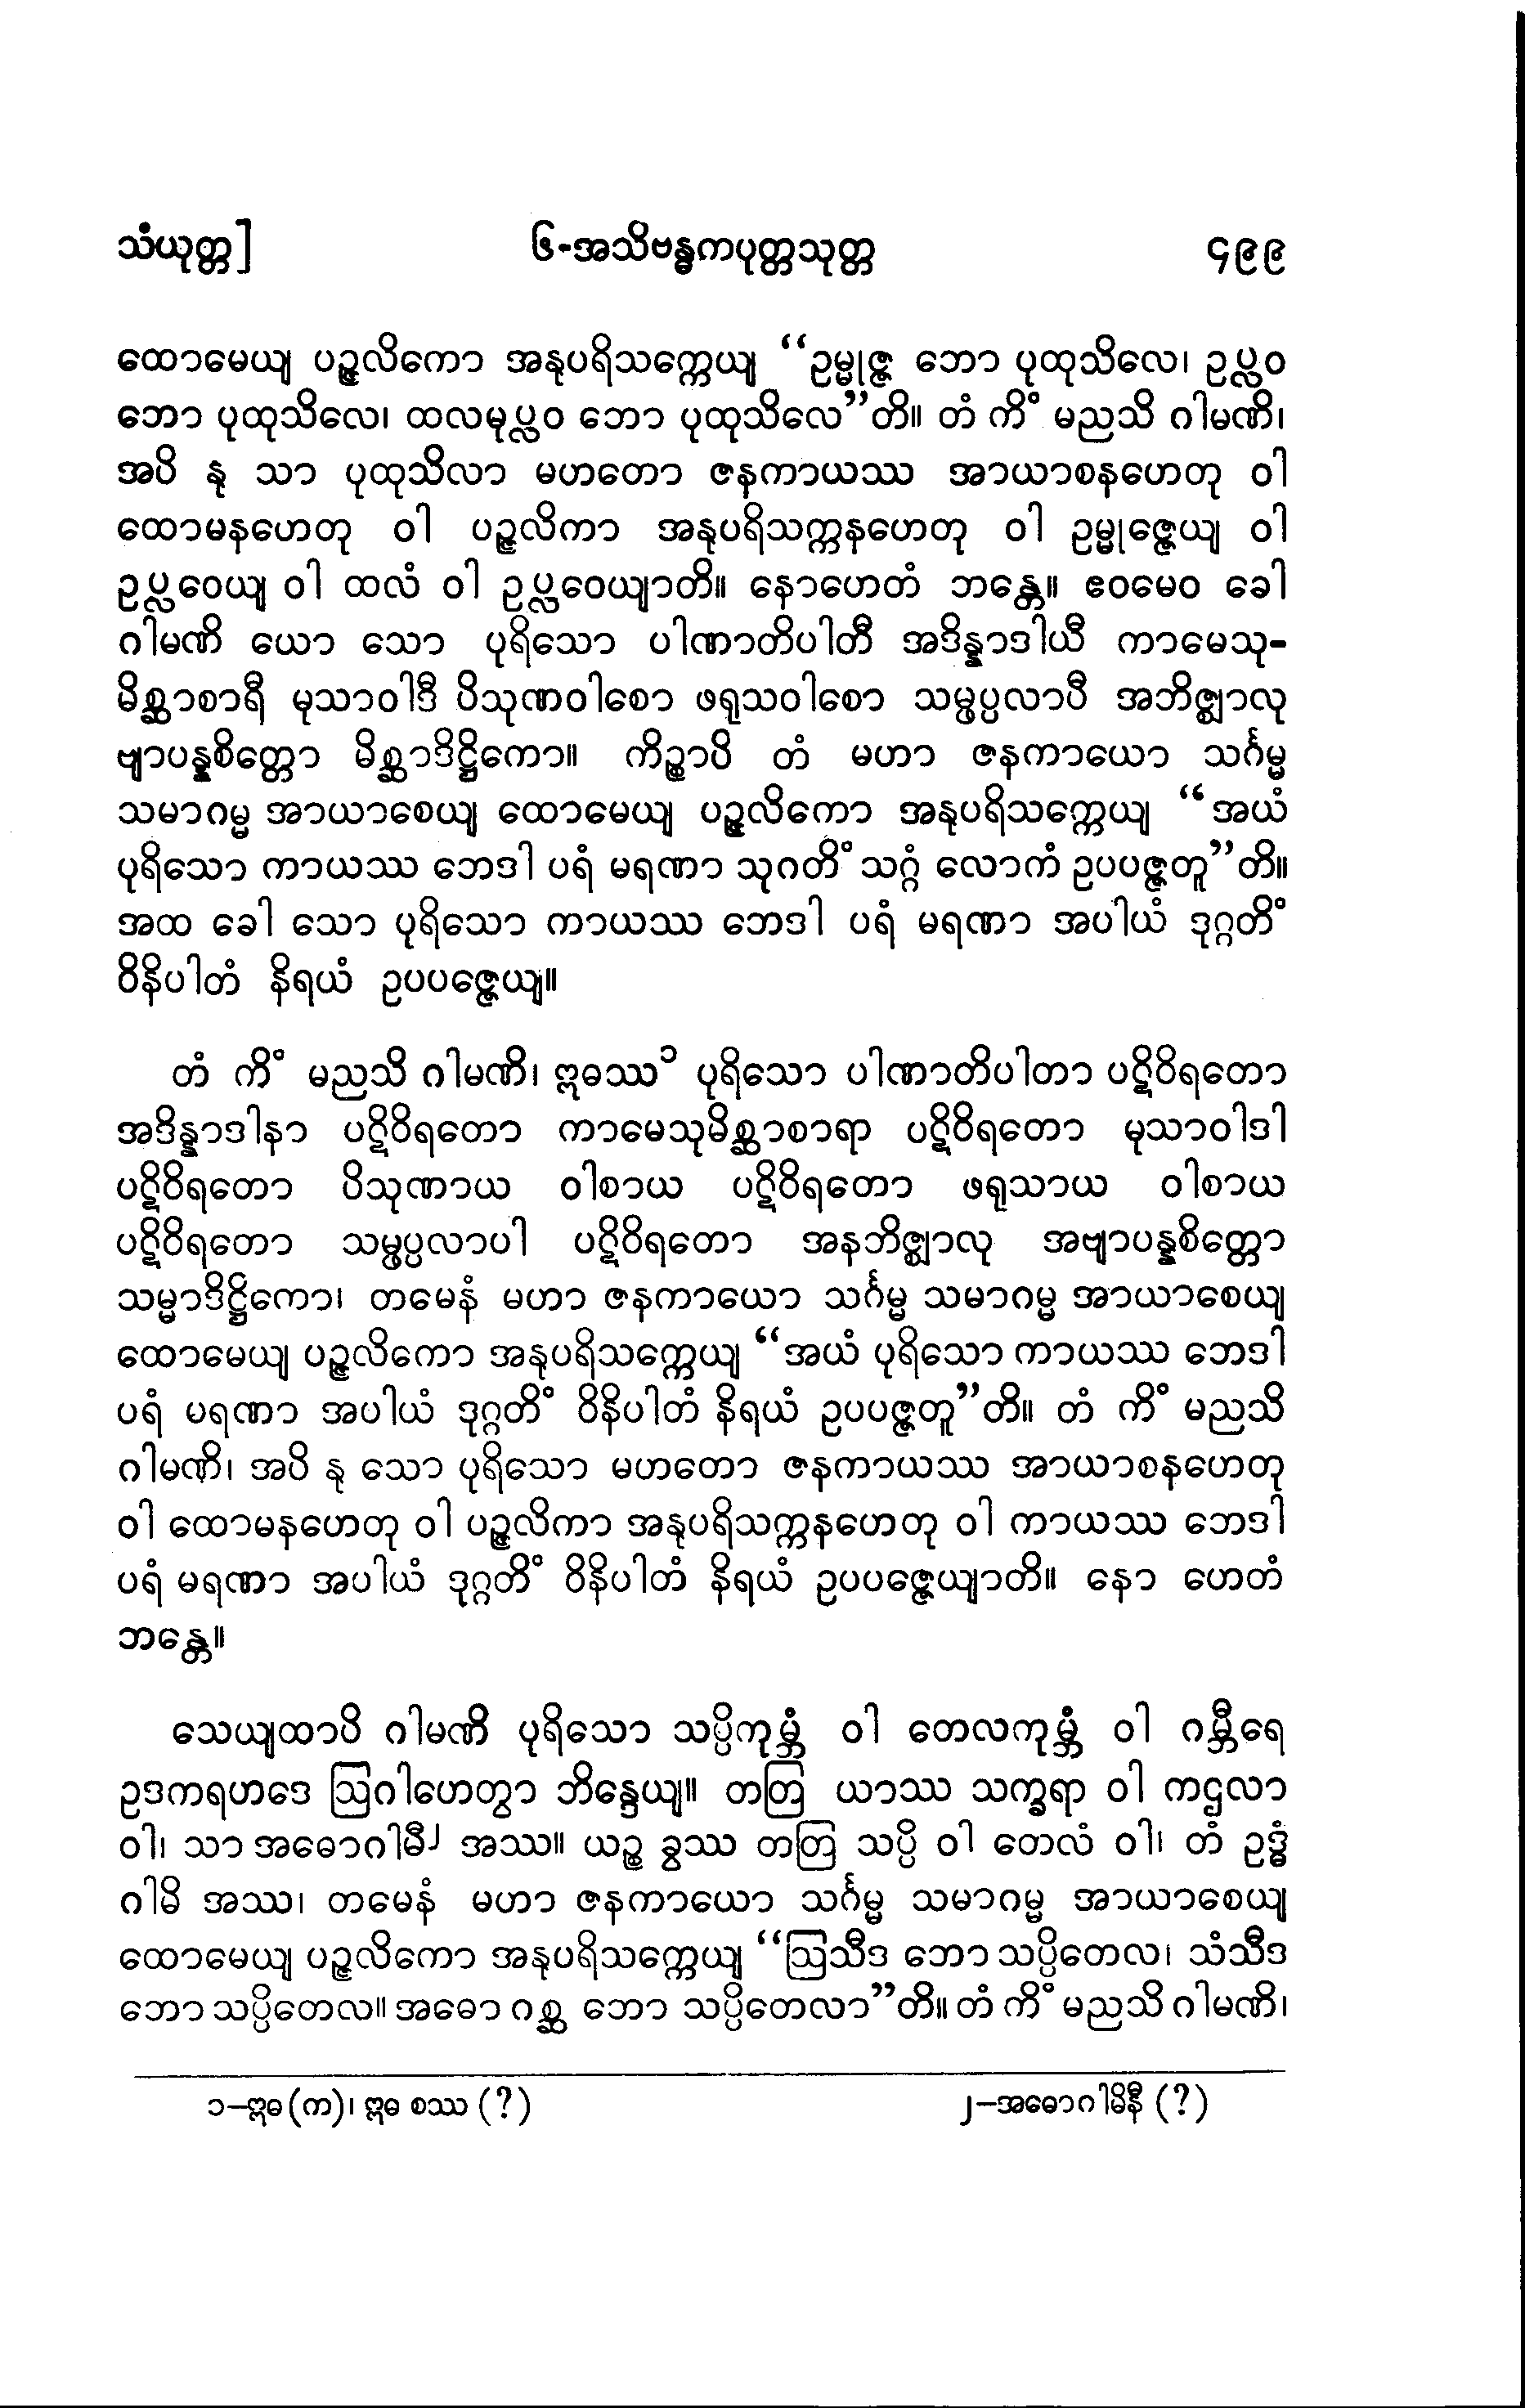 သံယုတ္တ] ၆-အသိဗန္ဓကပုတ္တသုတ္တ ၄၉၉
ထောမေယျ ပဉ္ဇလိကော အနုပရိသက္ကေယျ “ဥမ္မုဇ္ဇ ဘော ပုထုသိလေ၊ ဥပ္လဝ
ဘော ပုထုသိလေ၊ ထလမုပ္လဝ ဘော ပုထုသိလေ”တိ။ တံ ကိံ မညသိ ဂါမဏိ၊
အပိ နု သာ ပုထုသိလာ မဟတော ဇနကာယဿ အာယာစနဟေတု ဝါ
ထောမနဟေတု ဝါ ပဉ္ဇလိကာ အနုပရိသက္ကနဟေတု ဝါ ဥမ္မုဇ္ဇေယျ ဝါ
ဥပ္လဝေယျ ဝါ ထလံ ဝါ ဥပ္လဝေယျာတိ။ နောဟေတံ ဘန္တေ။ ဧဝမေဝ ခေါ
ဂါမဏိ ယော သော ပုရိသော ပါဏာတိပါတီ အဒိန္နာဒါယီ ကာမေသု-
မိစ္ဆာစာရီ မုသာဝါဒီ ပိသုဏဝါစော ဖရုသဝါစော သမ္ဖပ္ပလာပီ အဘိဇ္ဈာလု
ဗျာပန္နစိတ္တော မိစ္ဆာဒိဋ္ဌိကော။ ကိဉ္စာပိ တံ မဟာ ဇနကာယော သင်္ဂမ္မ
သမာဂမ္မ အာယာစေယျ ထောမေယျ ပဉ္ဇလိကော အနုပရိသက္ကေယျ “အယံ
ပုရိသော ကာယဿ ဘေဒါ ပရံ မရဏာ သုဂတိံ သဂ္ဂံ လောကံ ဥပပဇ္ဇတူ”တိ။
အထ ခေါ သော ပုရိသော ကာယဿ ဘေဒါ ပရံ မရဏာ အပါယံ ဒုဂ္ဂတိံ
ဝိနိပါတံ နိရယံ ဥပပဇ္ဇေယျ။
တံ ကိံ မညသိ ဂါမဏိ၊ ဣဓဿ၁ ပုရိသော ပါဏာတိပါတာ ပဋိဝိရတော
အဒိန္နာဒါနာ ပဋိဝိရတော ကာမေသုမိစ္ဆာစာရာ ပဋိဝိရတော မုသာဝါဒါ
ပဋိဝိရတော ပိသုဏာယ ဝါစာယ ပဋိဝိရတော ဖရုသာယ ဝါစာယ
ပဋိဝိရတော သမ္ဖပ္ပလာပါ ပဋိဝိရတော အနဘိဇ္ဈာလု အဗျာပန္နစိတ္တော
သမ္မာဒိဋ္ဌိကော၊ တမေနံ မဟာ ဇနကာယော သင်္ဂမ္မ သမာဂမ္မ အာယာစေယျ
ထောမေယျ ပဉ္ဇလိကော အနုပရိသက္ကေယျ “အယံ ပုရိသော ကာယဿ ဘေဒါ
ပရံ မရဏာ အပါယံ ဒုဂ္ဂတိံ ဝိနိပါတံ နိရယံ ဥပပဇ္ဇတူ”တိ။ တံ ကိံ မညသိ
ဂါမဏိ၊ အပိ နု သော ပုရိသော မဟတော ဇနကာယဿ အာယာစနဟေတု
ဝါ ထောမနဟေတု ဝါ ပဉ္ဇလိကာ အနုပရိသက္ကနဟေတု ဝါ ကာယဿ ဘေဒါ
ပရံ မရဏာ အပါယံ ဒုဂ္ဂတိံ ဝိနိပါတံ နိရယံ ဥပပဇ္ဇေယျာတိ။ နော ဟေတံ
ဘန္တေ။
သေယျထာပိ ဂါမဏိ ပုရိသော သပ္ပိကုမ္ဘံ ဝါ တေလကုမ္ဘံ ဝါ ဂမ္ဘီရေ
ဥဒကရဟဒေ ဩဂါဟေတွာ ဘိန္ဒေယျ။ တတြ ယာဿ သက္ခရာ ဝါ ကဌလာ
ဝါ၊ သာ အဓောဂါမီ၂ အဿ။ ယဉ္စ ခွဿ တတြ သပ္ပိ ဝါ တေလံ ဝါ၊ တံ ဥဒ္ဓံ
ဂါမိ အဿ၊ တမေနံ မဟာ ဇနကာယော သင်္ဂမ္မ သမာဂမ္မ အာယာစေယျ
ထောမေယျ ပဉ္ဇလိကော အနုပရိသက္ကေယျ “ဩသီဒ ဘော သပ္ပိတေလ၊ သံသီဒ
ဘော သပ္ပိတေလ။ အဓော ဂစ္ဆ ဘော သပ္ပိတေလာ”တိ။ တံ ကိံ မညသိ ဂါမဏိ၊
၁–ဣဓ (က)၊ ဣဓ စဿ (?) ၂–အဓောဂါမိနီ (?)